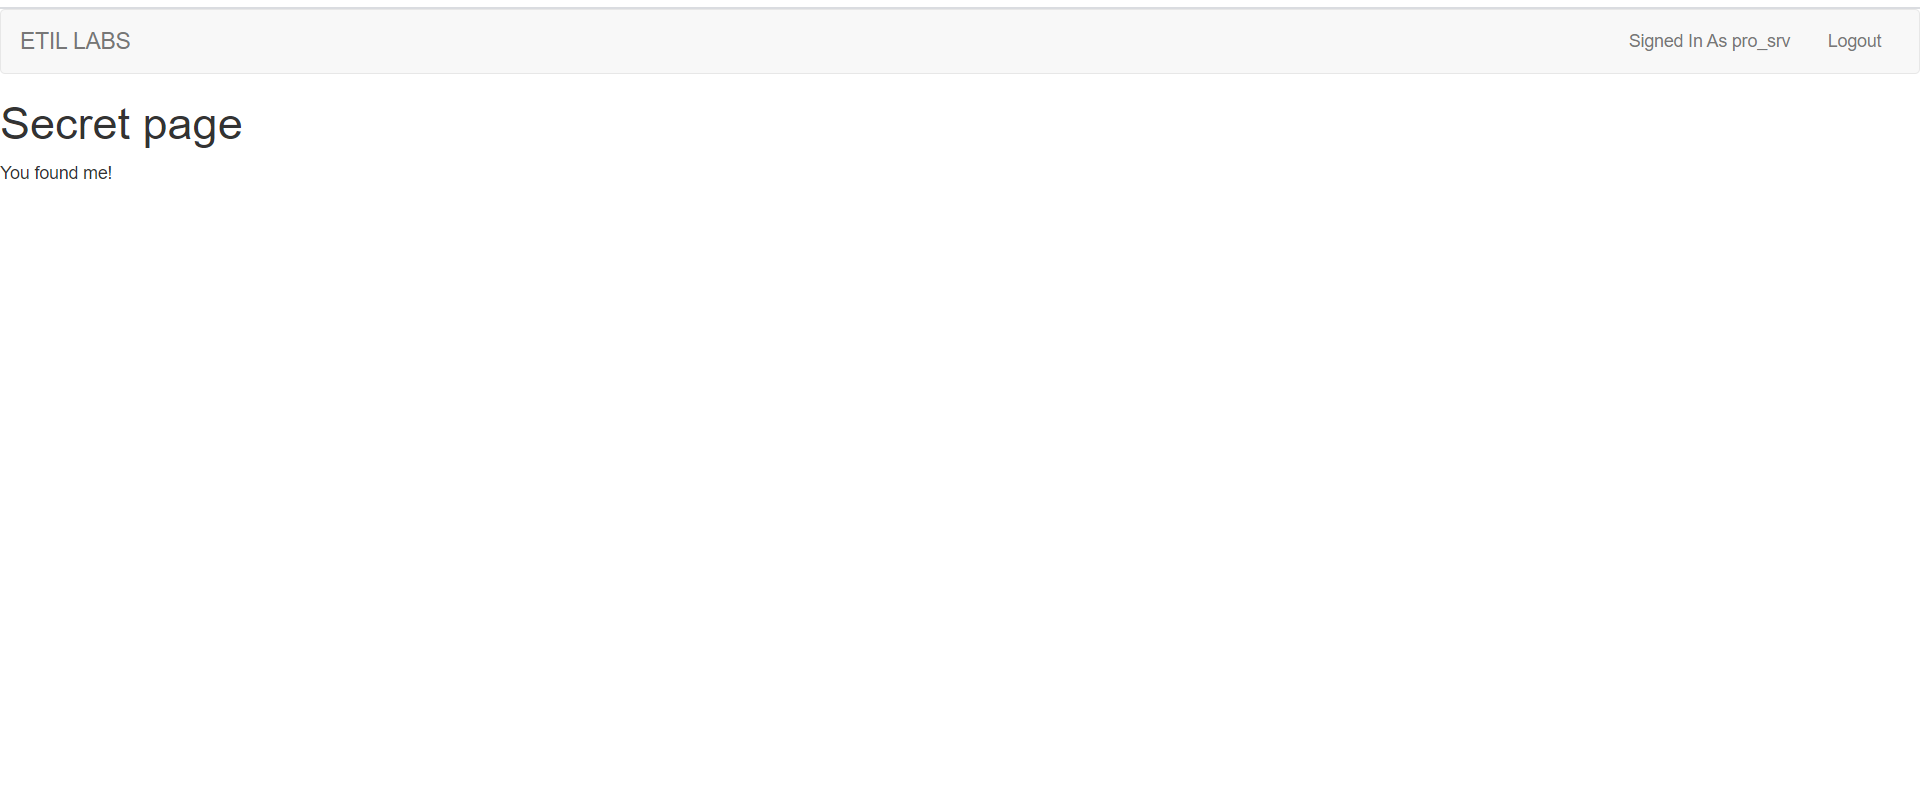 ETIL LABS Signed In As pro_srv Logout
Secret page
You found me!